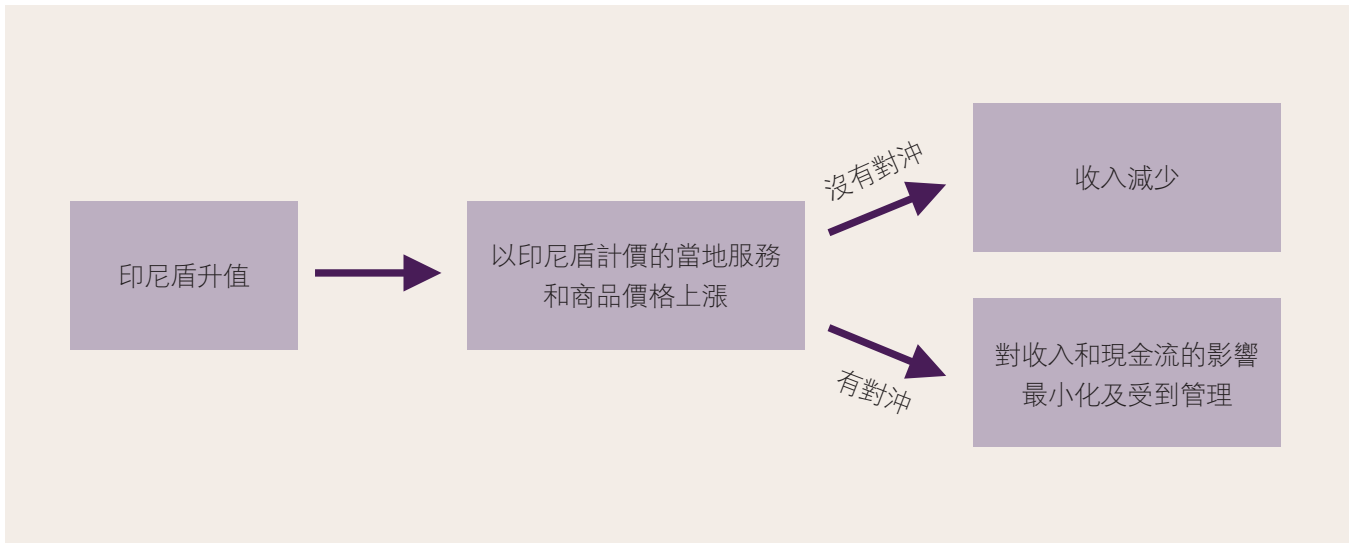 印尼盾升值
以印尼盾計價的當地服務
和商品價格上漲
沒有對沖
收入減少
有對沖
對收入和現金流的影響
最小化及受到管理